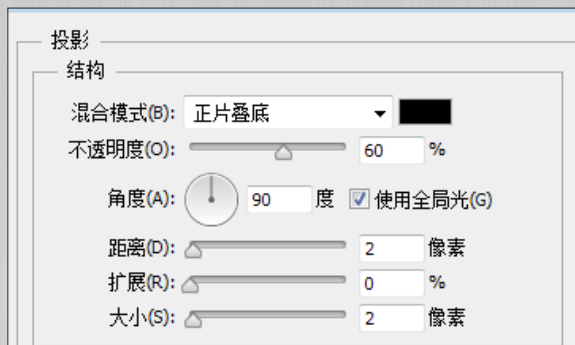 投影
结构
混合模式(B): 正片叠底
不透明度(O): 60 %
角度(A): 90 度 使用全局光(G)
距离(D): 2 像素
扩展(R): 0 %
大小(S): 2 像素